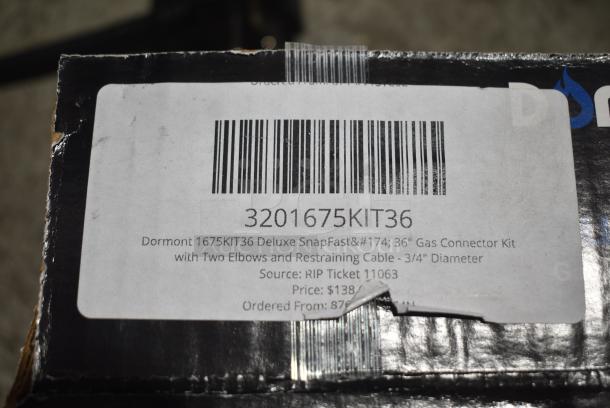 3201675KIT36
Dormont 1675KIT36 Deluxe SnapFast&#174; 36" Gas Connector Kit
with Two Elbows and Restraining Cable - 3/4" Diameter
Source: RIP Ticket 11063
Price: $138.
Ordered From: 876